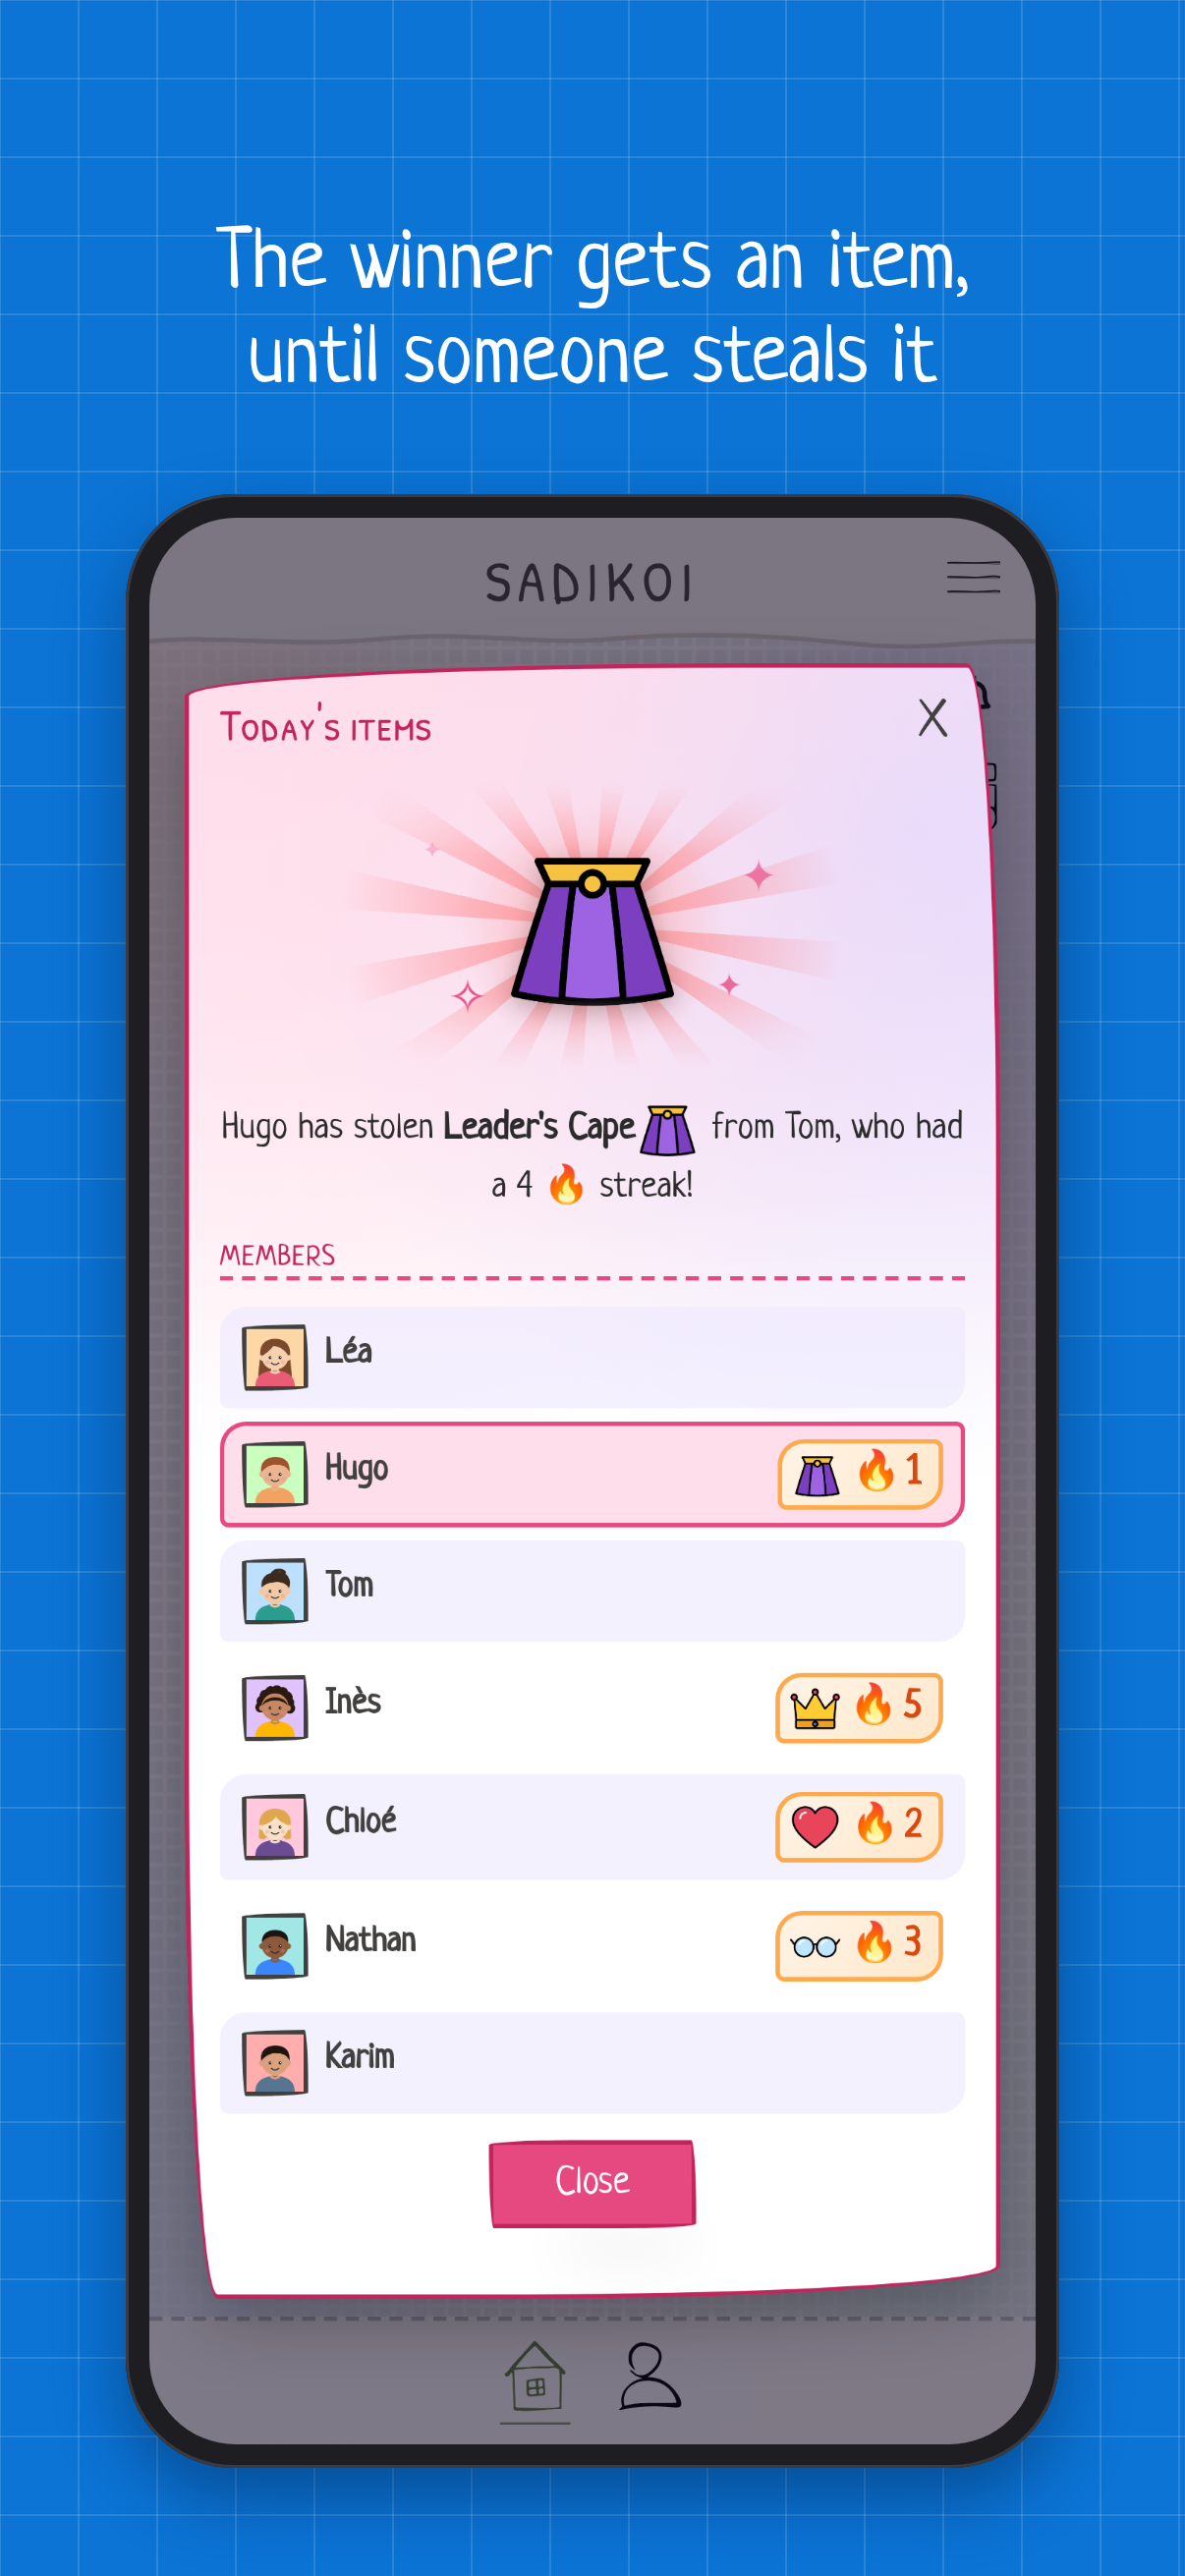 The winner gets an item,
until someone steals it
SADIKOI
TODAY'S ITEMS
X
Hugo has stolen Leader's Cape from Tom, who had
a 4 🔥 streak!
MEMBERS
Léa
Hugo 🔥 1
Tom
Inès 🔥 5
Chloé 🔥 2
Nathan 🔥 3
Karim
Close